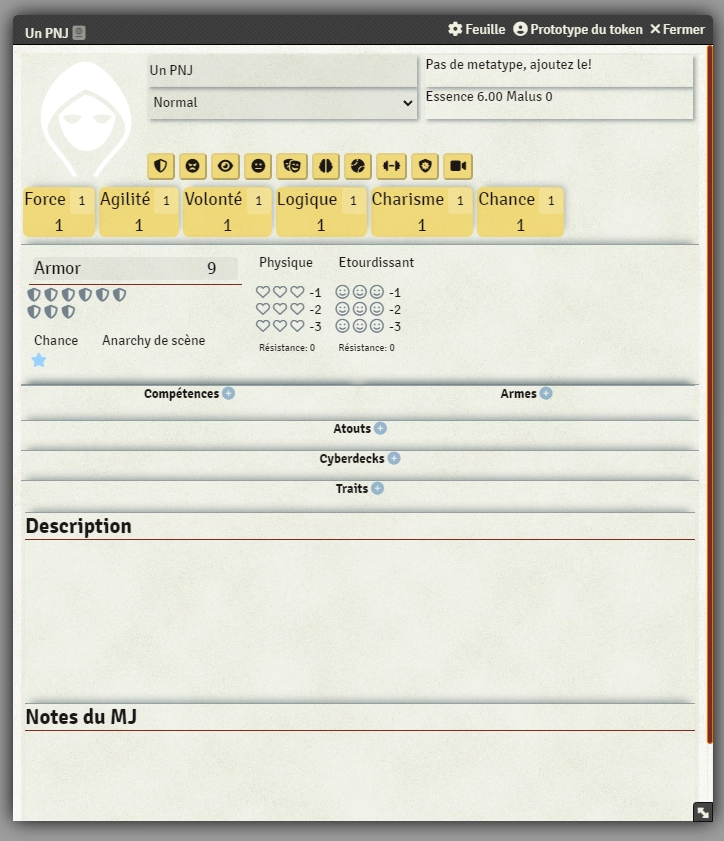 Un PNJ
Feuille Prototype du token Fermer
Un PNJ
Pas de metatype, ajoutez le!
Normal
Essence 6.00 Malus 0
Force 1 Agilité 1 Volonté 1 Logique 1 Charisme 1 Chance 1
1 1 1 1 1 1
Armor 9
Physique Etourdissant
-1 -1
-2 -2
-3 -3
Résistance: 0 Résistance: 0
Chance Anarchy de scène
Compétences Armes
Atouts
Cyberdecks
Traits
Description
Notes du MJ